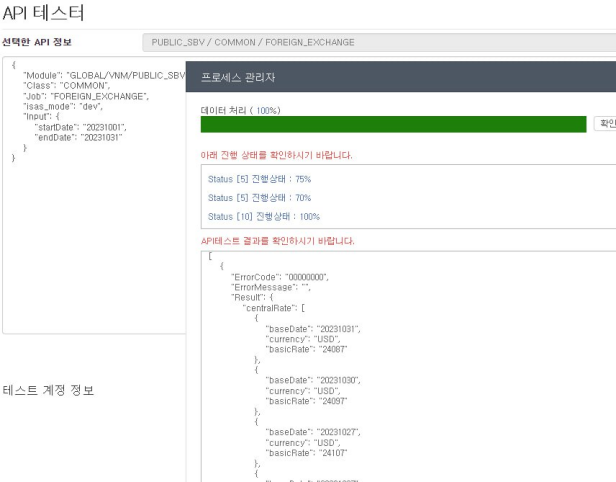 API 테스터
선택한 API 정보
PUBLIC_SBV / COMMON / FOREIGN_EXCHANGE
{
"Module": "GLOBAL/VNM/PUBLIC_SBV
"Class": "COMMON",
"Job": "FOREIGN_EXCHANGE",
"isas_mode": "dev",
"Input": {
"startDate": "20231001",
"endDate": "20231031"
}
}
테스트 계정 정보
프로세스 관리자
데이터 처리 ( 100%)
확인
아래 진행 상태를 확인하시기 바랍니다.
Status [5] 진행상태 : 75%
Status [5] 진행상태 : 70%
Status [10] 진행상태 : 100%
API테스트 결과를 확인하시기 바랍니다.
[
{
"ErrorCode": "00000000",
"ErrorMessage": "",
"Result": {
"centralRate": [
{
"baseDate": "20231031",
"currency": "USD",
"basicRate": "24087"
},
{
"baseDate": "20231030",
"currency": "USD",
"basicRate": "24097"
},
{
"baseDate": "20231027",
"currency": "USD",
"basicRate": "24107"
},
{